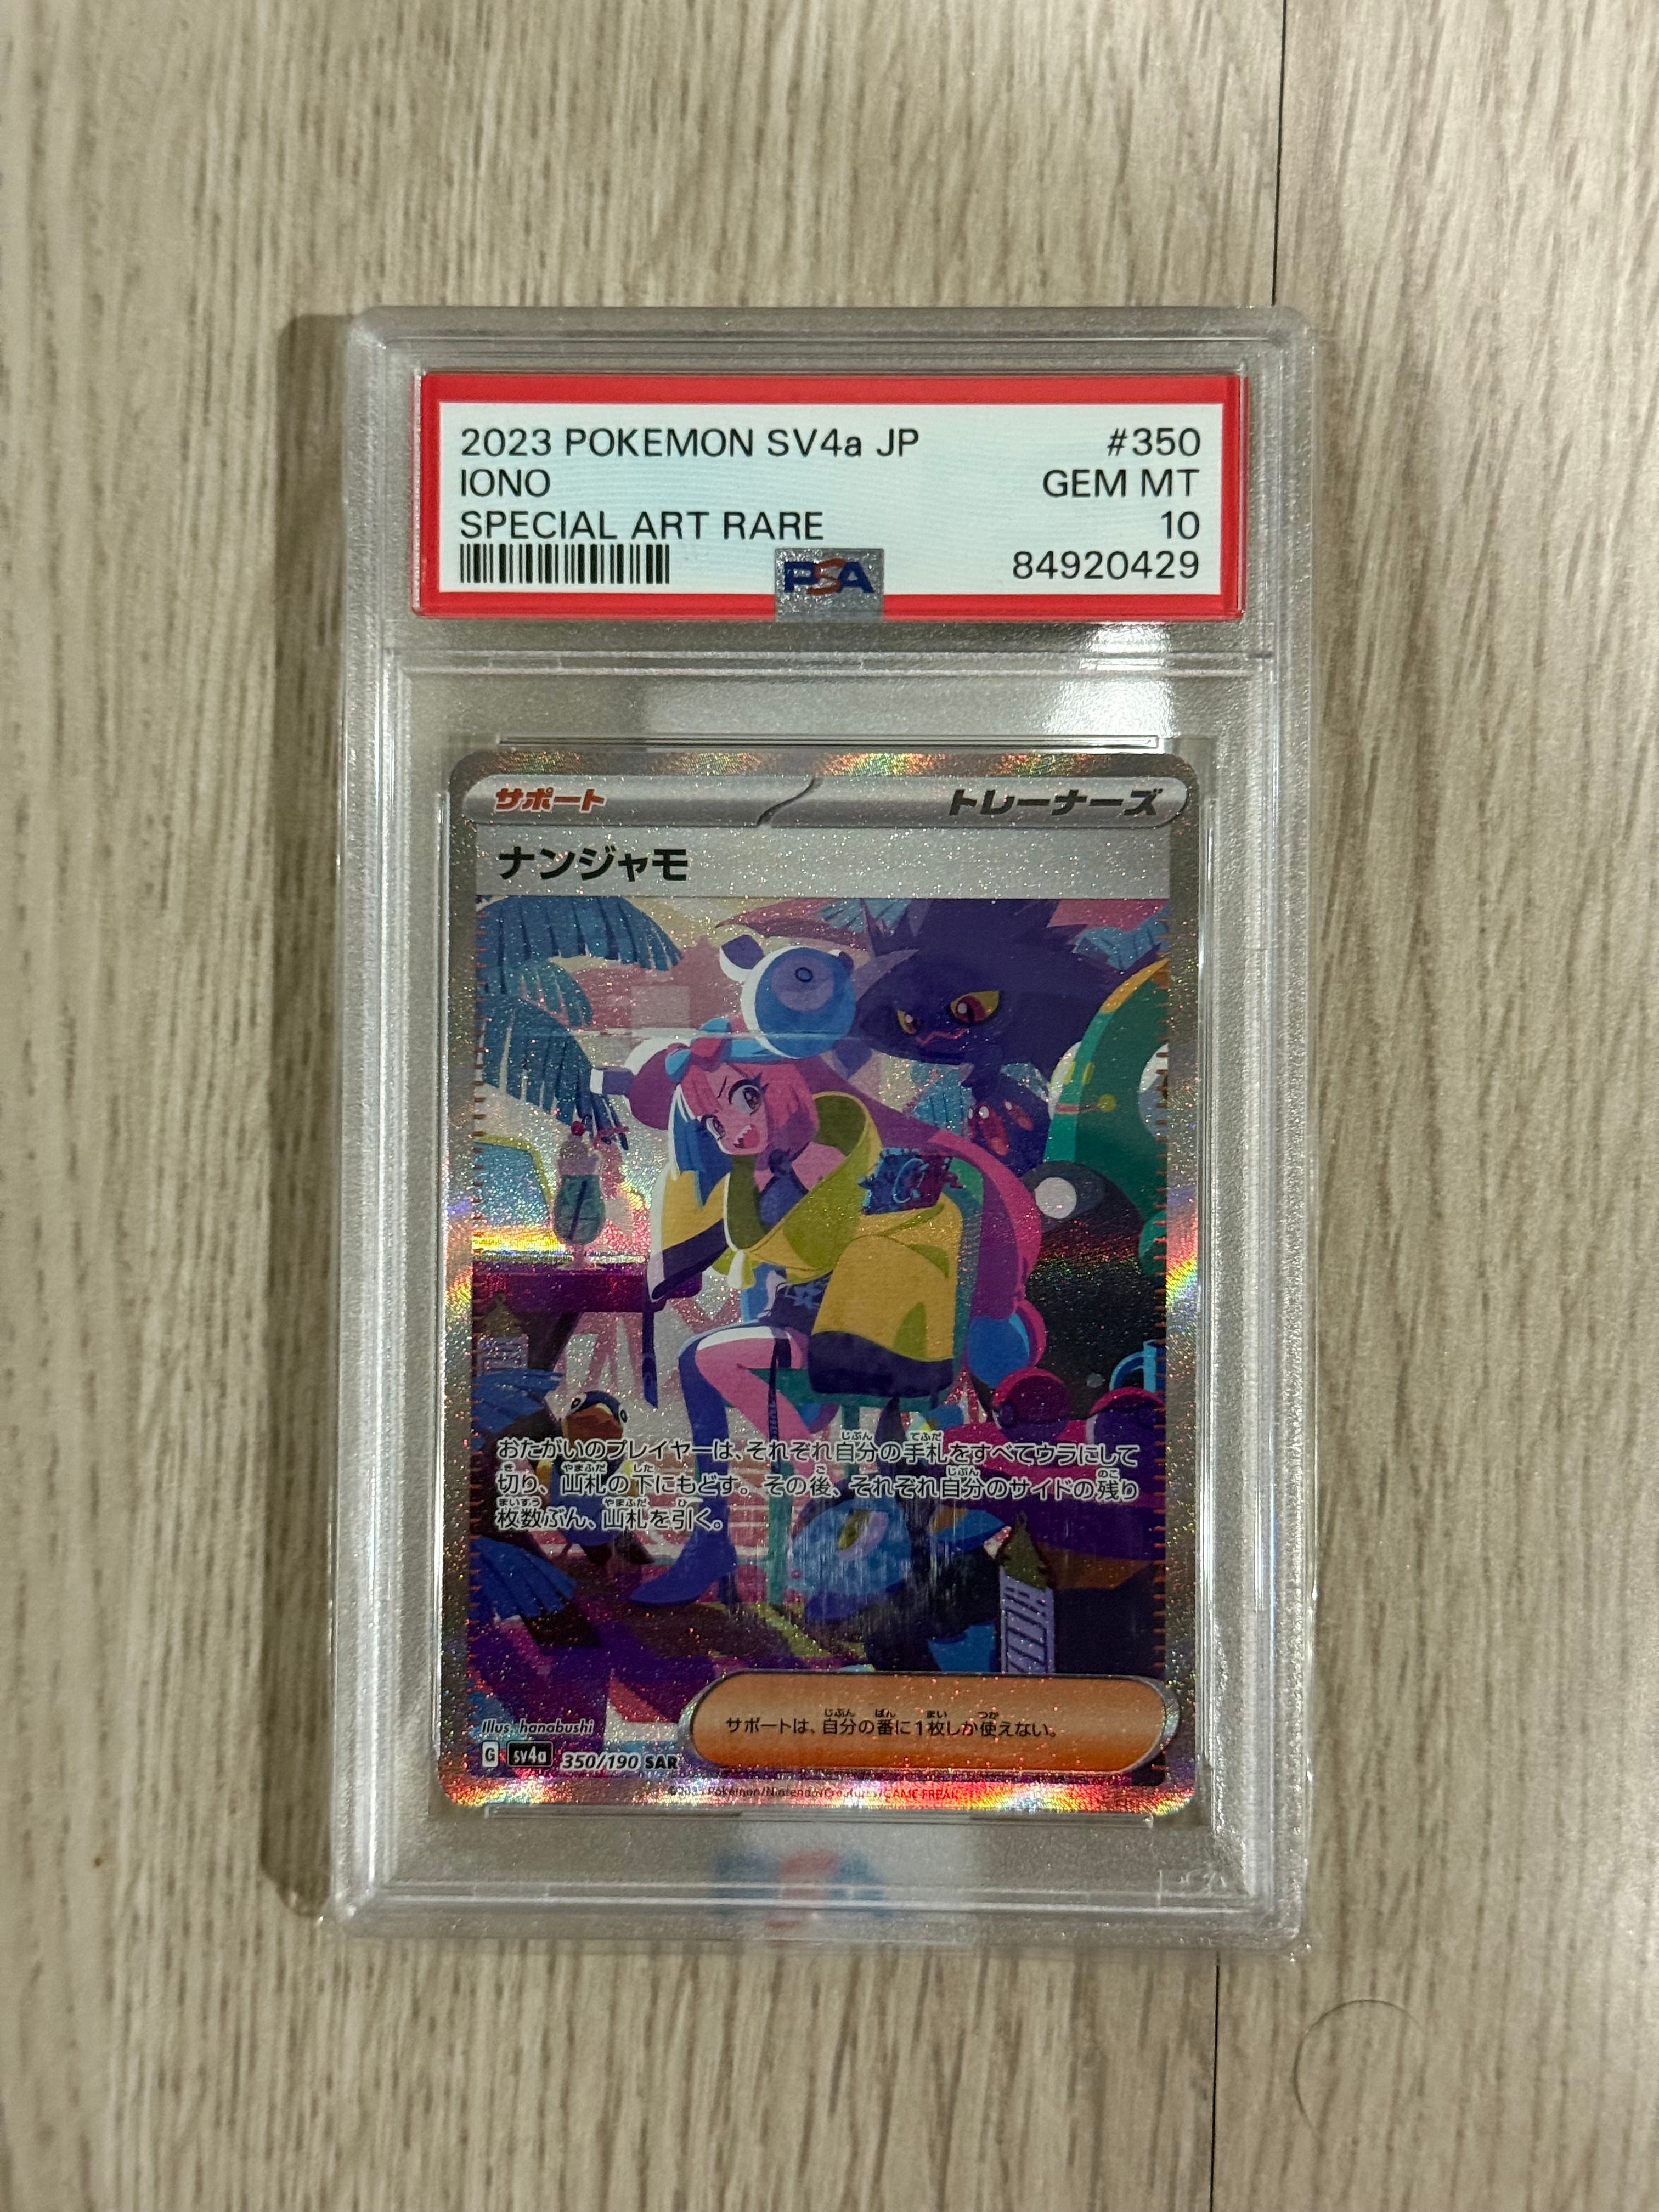 2023 POKEMON SV4a JP #350
IONO GEM MT
SPECIAL ART RARE 10
PSA 84920429
サポート トレーナーズ
ナンジャモ
おたがいのプレイヤーは、それぞれ自分の手札をすべてウラにして
切り、山札の下にもどす。その後、それぞれ自分のサイドの残り
枚数ぶん、山札を引く。
サポートは、自分の番に1枚しか使えない。
Illus. hanabushi
G SV4a 350/190 SAR
©2023 Pokémon/Nintendo/Creatures/GAME FREAK